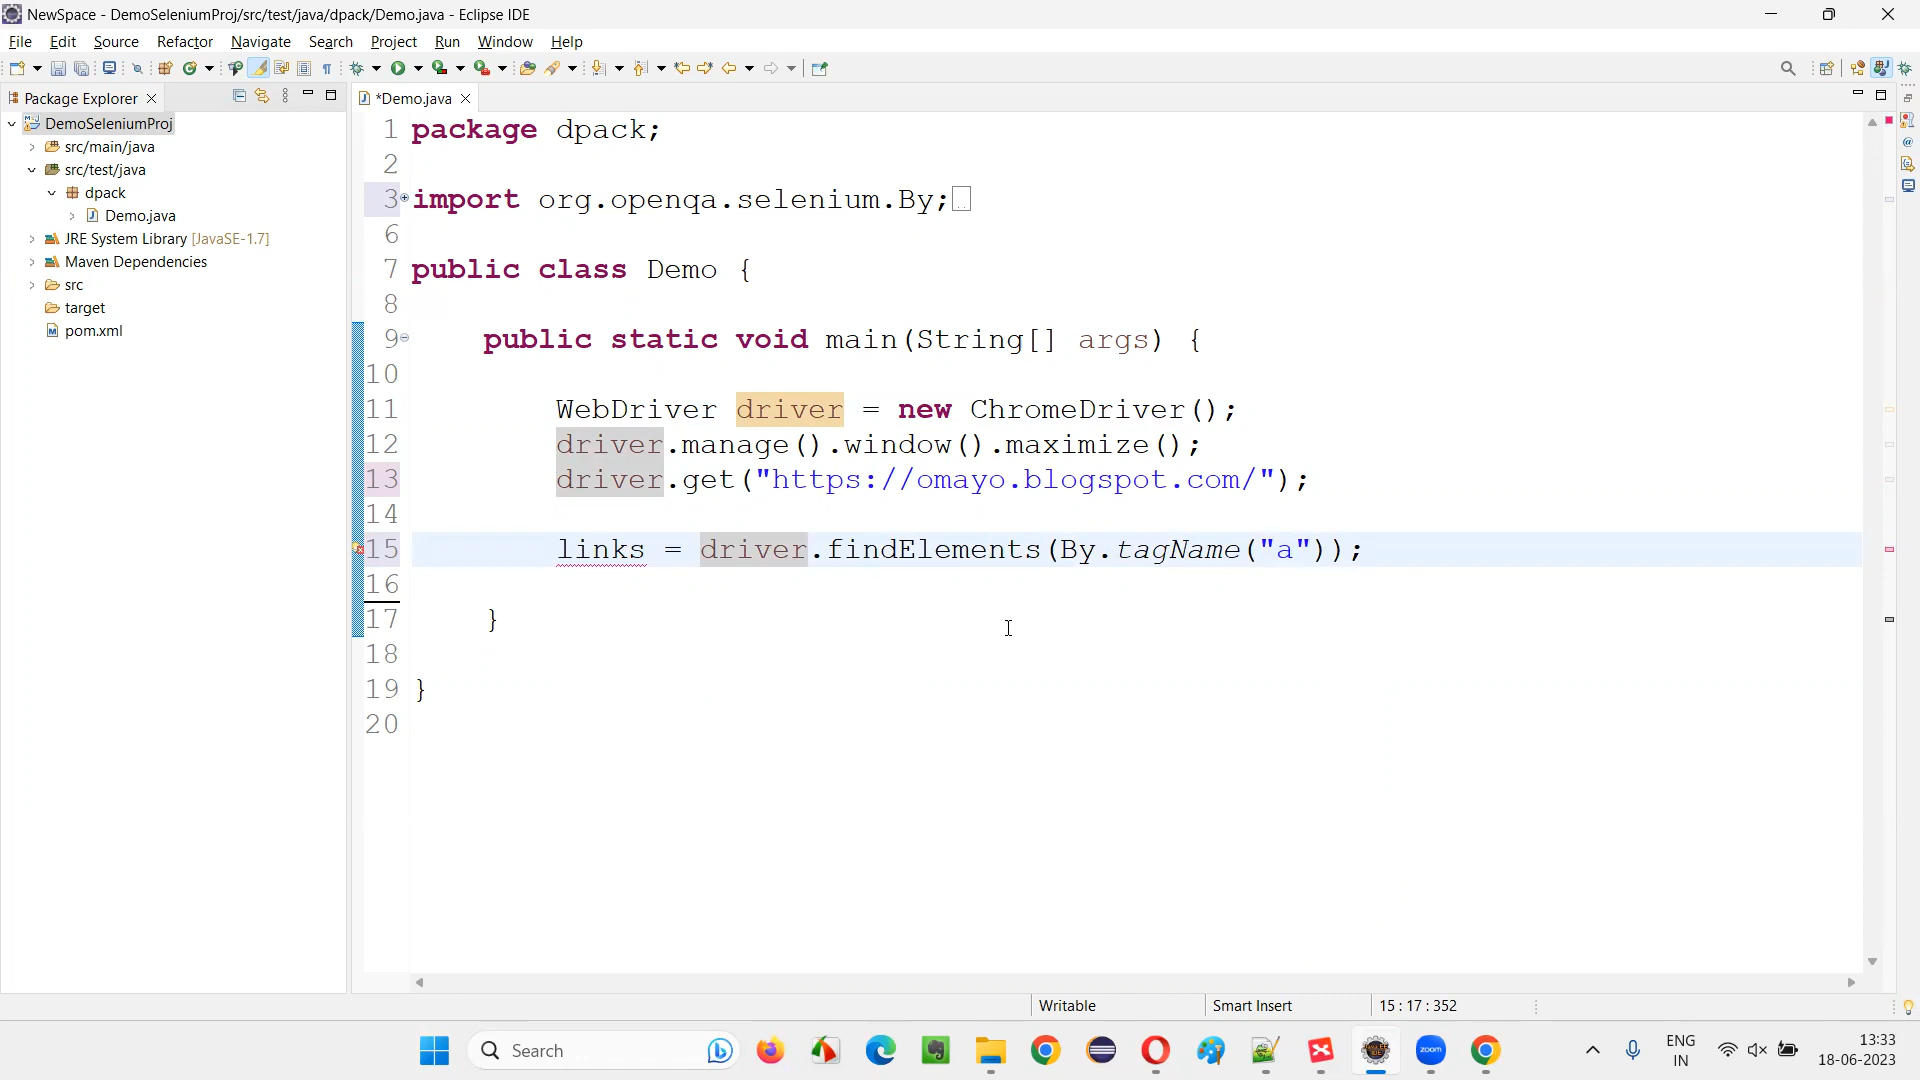 NewSpace - DemoSeleniumProj/src/test/java/dpack/Demo.java - Eclipse IDE
File Edit Source Refactor Navigate Search Project Run Window Help
Package Explorer
*Demo.java
DemoSeleniumProj
src/main/java
src/test/java
dpack
Demo.java
JRE System Library [JavaSE-1.7]
Maven Dependencies
src
target
pom.xml
1 package dpack;
2
3 import org.openqa.selenium.By;
6
7 public class Demo {
8
9 public static void main(String[] args) {
10
11 WebDriver driver = new ChromeDriver();
12 driver.manage().window().maximize();
13 driver.get("https://omayo.blogspot.com/");
14
15 links = driver.findElements(By.tagName("a"));
16
17 }
18
19 }
20
Writable Smart Insert 15 : 17 : 352
Search
zoom
ENG
IN
13:33
18-06-2023